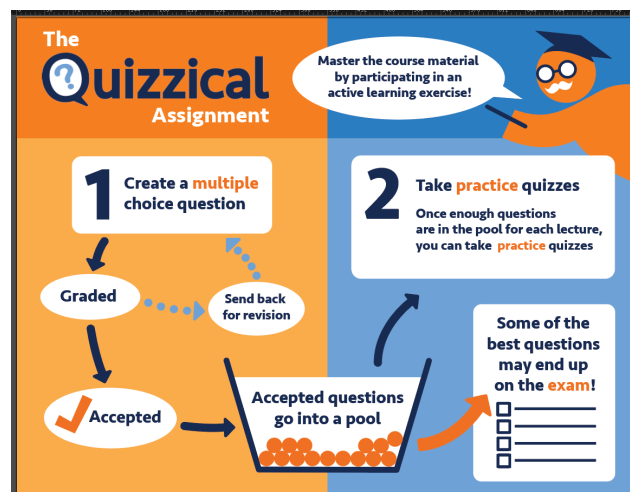 The
Quizzical
Assignment
Master the course material
by participating in an
active learning exercise!
1
Create a multiple
choice question
Graded
Send back
for revision
Accepted
Accepted questions
go into a pool
2
Take practice quizzes
Once enough questions
are in the pool for each lecture,
you can take practice quizzes
Some of the
best questions
may end up
on the exam!